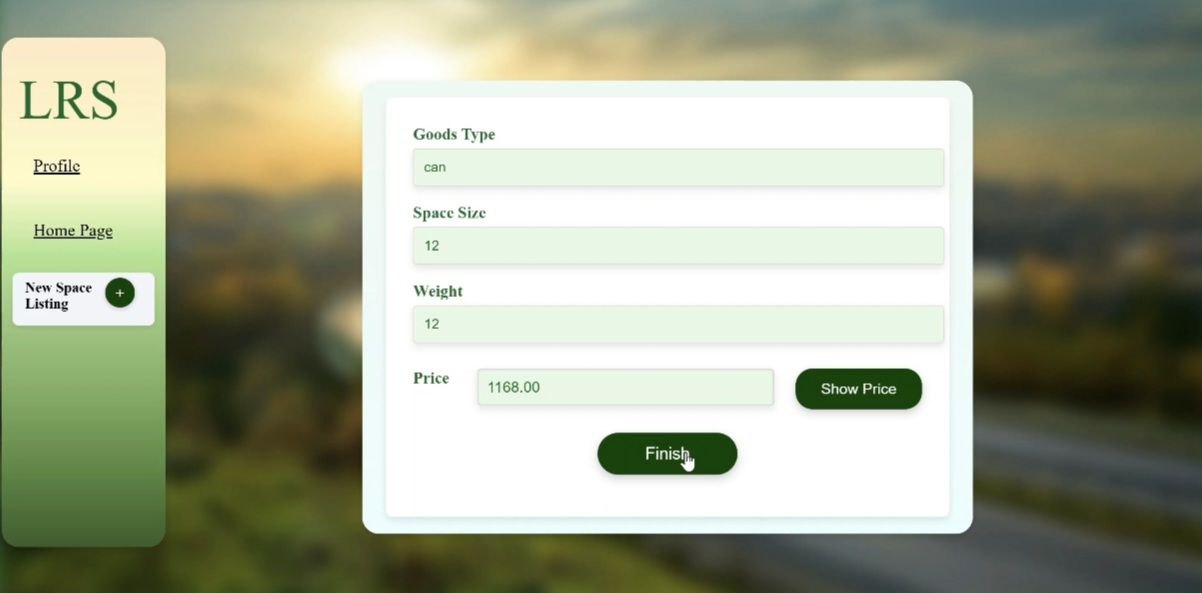 LRS
Profile
Home Page
New Space
Listing
+
Goods Type
can
Space Size
12
Weight
12
Price
1168.00
Show Price
Finish